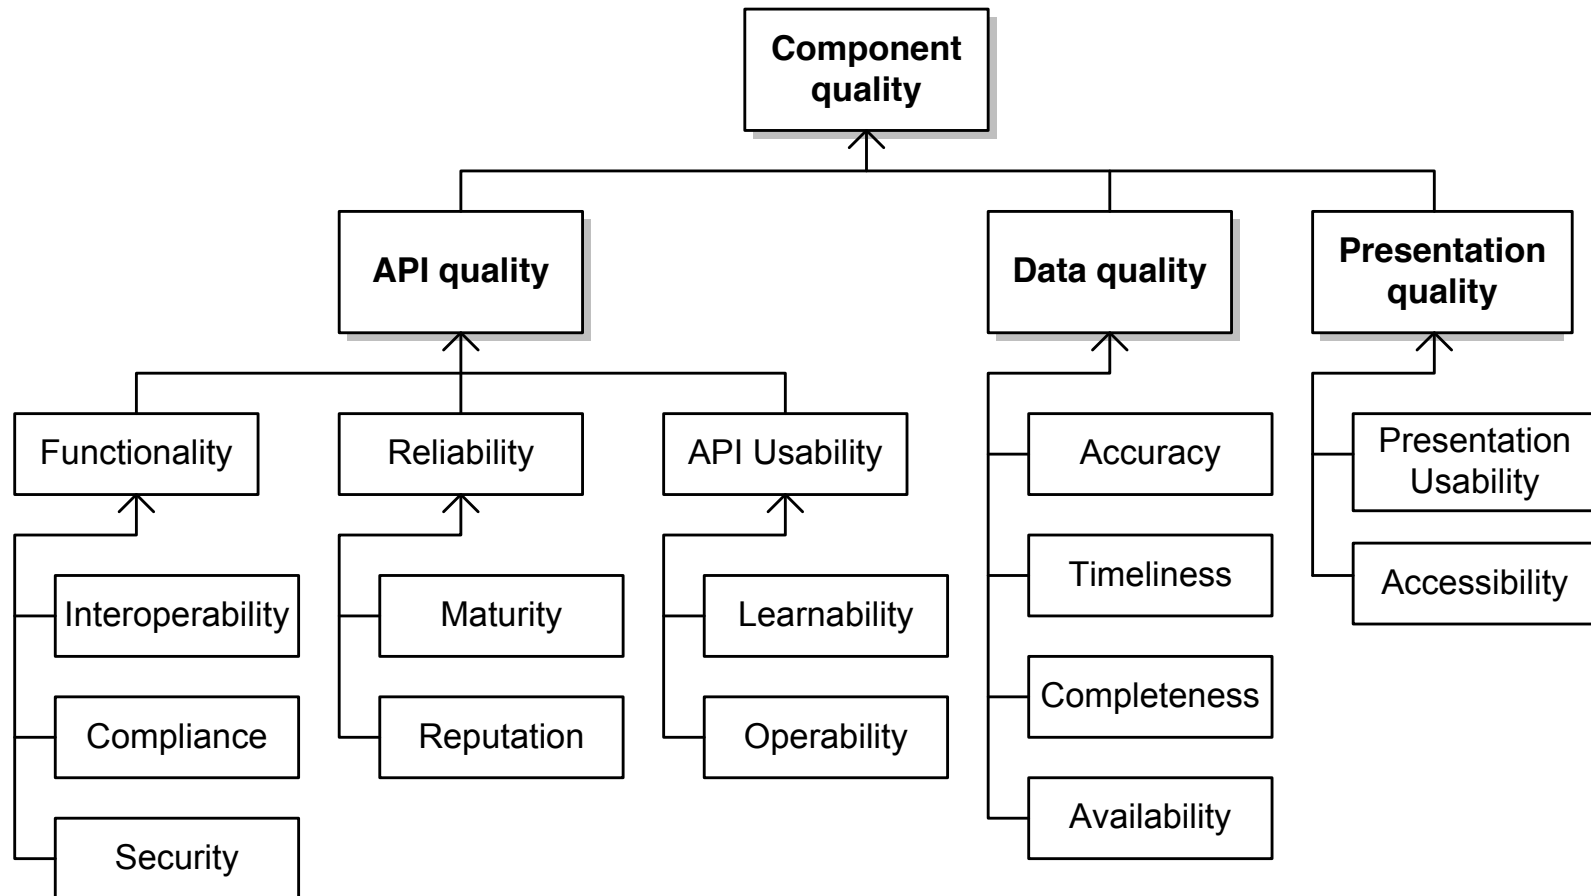 Component
quality
API quality
Data quality
Presentation
quality
Functionality
Reliability
API Usability
Accuracy
Presentation
Usability
Timeliness
Accessibility
Interoperability
Maturity
Learnability
Completeness
Compliance
Reputation
Operability
Availability
Security